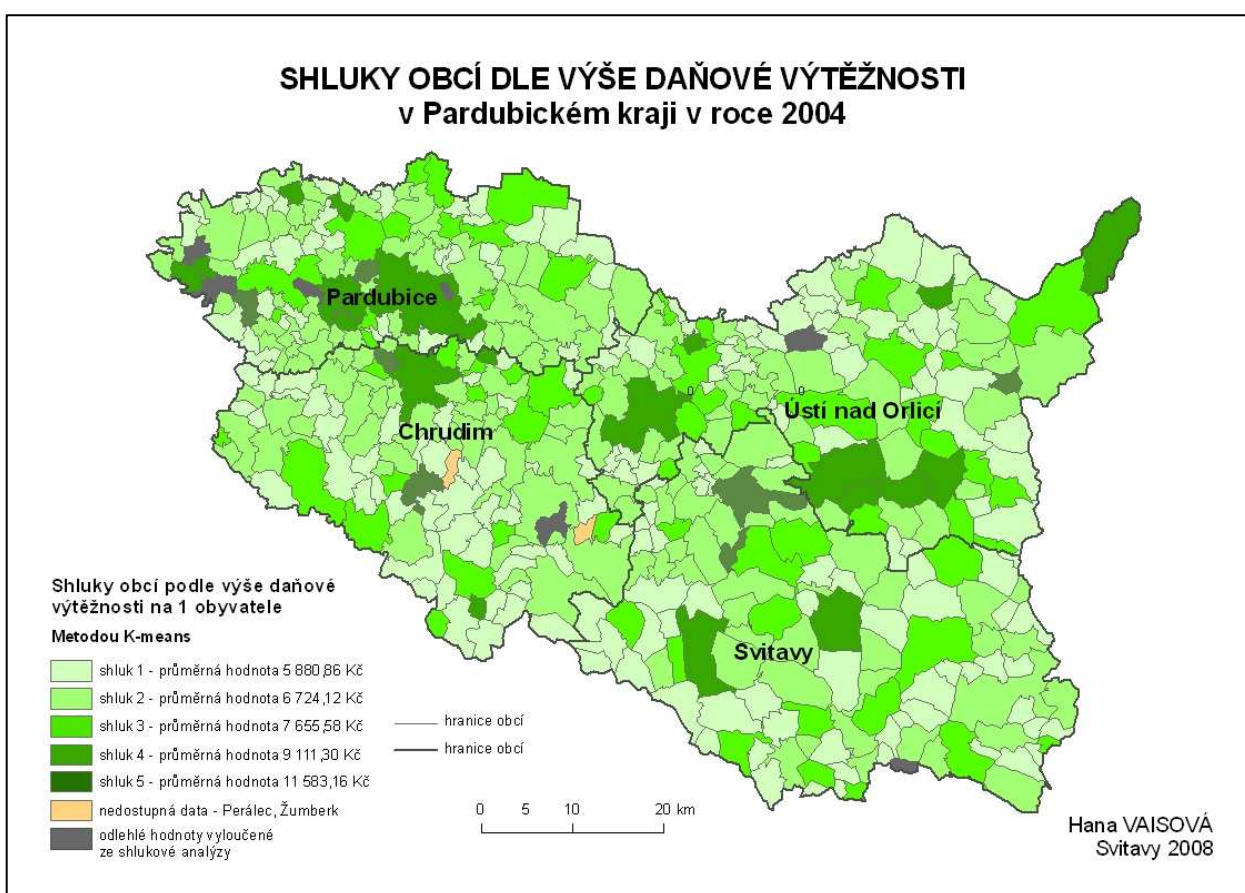 SHLUKY OBCÍ DLE VÝŠE DAŇOVÉ VÝTĚŽNOSTI
v Pardubickém kraji v roce 2004
Pardubice
Ústí nad Orlicí
Chrudim
Svitavy
Shluky obcí podle výše daňové
výtěžnosti na 1 obyvatele
Metodou K-means
shluk 1 - průměrná hodnota 5 880,86 Kč
shluk 2 - průměrná hodnota 6 724,12 Kč
shluk 3 - průměrná hodnota 7 655,58 Kč
shluk 4 - průměrná hodnota 9 111,30 Kč
shluk 5 - průměrná hodnota 11 583,16 Kč
nedostupná data - Perálec, Žumberk
odlehlé hodnoty vyloučené
ze shlukové analýzy
hranice obcí
hranice obcí
0 5 10 20 km
Hana VAISOVÁ
Svitavy 2008
0
0